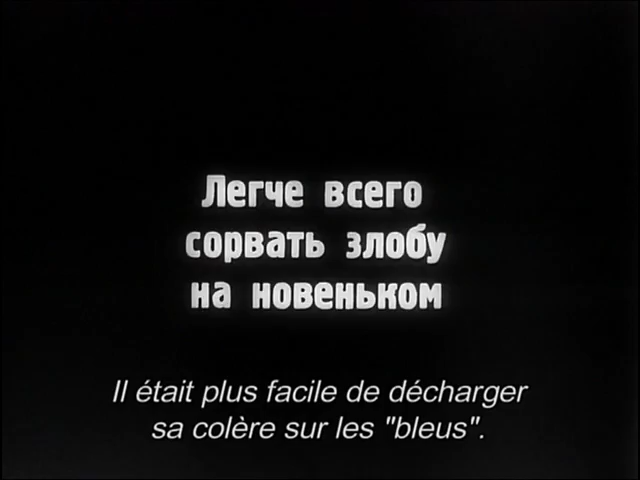 Легче всего
сорвать злобу
на новеньком
Il était plus facile de décharger
sa colère sur les "bleus".